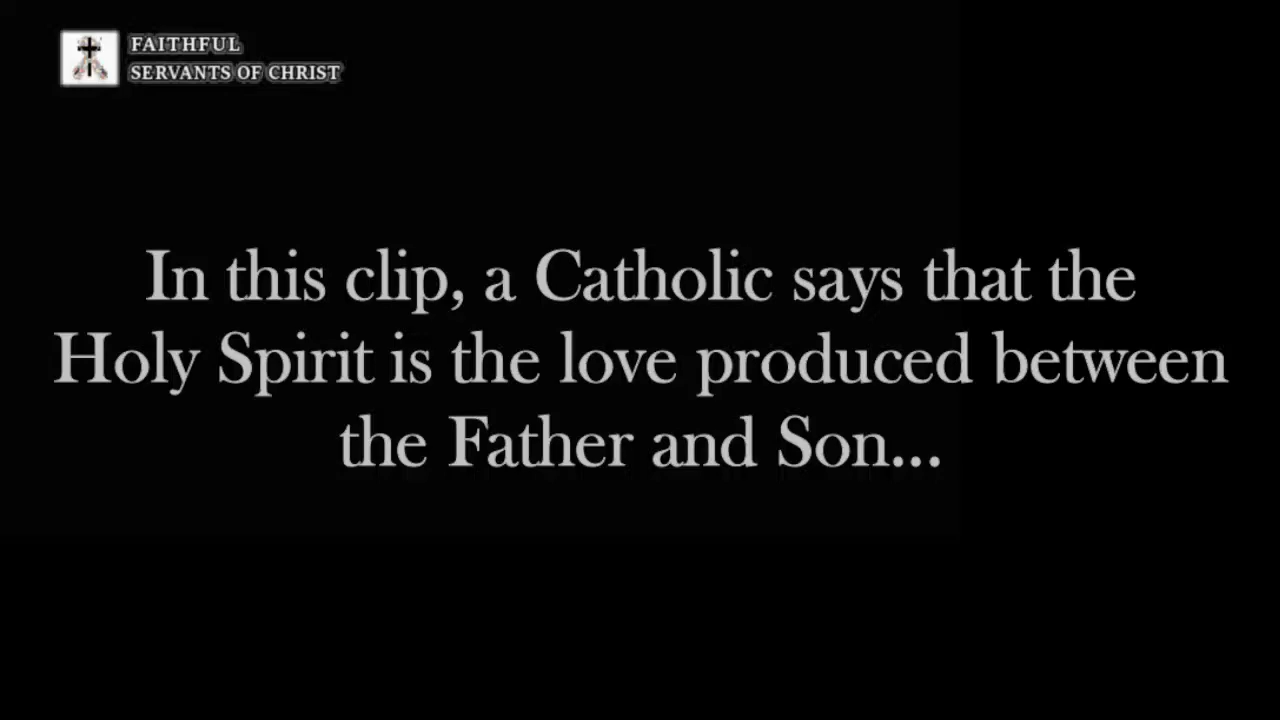 FAITHFUL
SERVANTS OF CHRIST
In this clip, a Catholic says that the
Holy Spirit is the love produced between
the Father and Son...